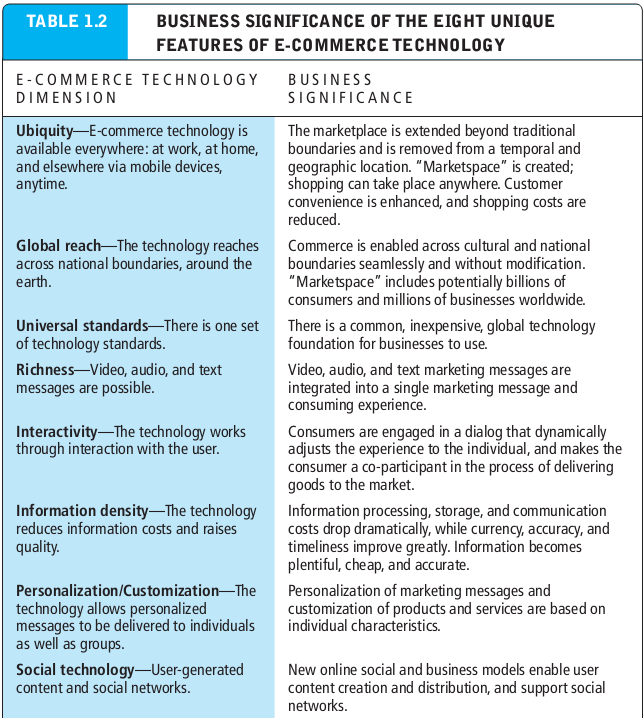 TABLE 1.2
BUSINESS SIGNIFICANCE OF THE EIGHT UNIQUE
FEATURES OF E-COMMERCE TECHNOLOGY
E-COMMERCE TECHNOLOGY
DIMENSION
BUSINESS
SIGNIFICANCE
Ubiquity—E-commerce technology is
available everywhere: at work, at home,
and elsewhere via mobile devices,
anytime.
The marketplace is extended beyond traditional
boundaries and is removed from a temporal and
geographic location. “Marketspace” is created;
shopping can take place anywhere. Customer
convenience is enhanced, and shopping costs are
reduced.
Global reach—The technology reaches
across national boundaries, around the
earth.
Commerce is enabled across cultural and national
boundaries seamlessly and without modification.
“Marketspace” includes potentially billions of
consumers and millions of businesses worldwide.
Universal standards—There is one set
of technology standards.
There is a common, inexpensive, global technology
foundation for businesses to use.
Richness—Video, audio, and text
messages are possible.
Video, audio, and text marketing messages are
integrated into a single marketing message and
consuming experience.
Interactivity—The technology works
through interaction with the user.
Consumers are engaged in a dialog that dynamically
adjusts the experience to the individual, and makes the
consumer a co-participant in the process of delivering
goods to the market.
Information density—The technology
reduces information costs and raises
quality.
Information processing, storage, and communication
costs drop dramatically, while currency, accuracy, and
timeliness improve greatly. Information becomes
plentiful, cheap, and accurate.
Personalization/Customization—The
technology allows personalized
messages to be delivered to individuals
as well as groups.
Personalization of marketing messages and
customization of products and services are based on
individual characteristics.
Social technology—User-generated
content and social networks.
New online social and business models enable user
content creation and distribution, and support social
networks.